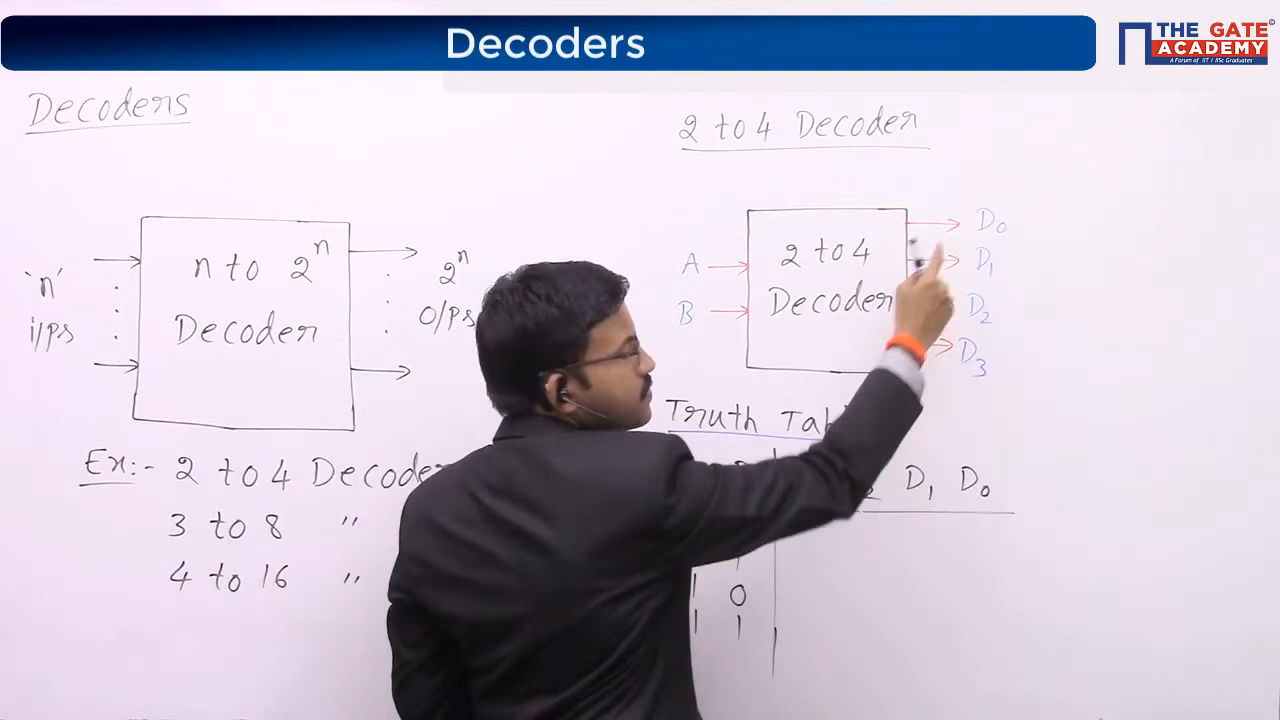 Decoders
THE GATE
ACADEMY
A Forum of IIT / IISc Graduates
Decoders
n to 2ⁿ
Decoder
'n'
i/ps
2ⁿ
O/Ps
Ex:- 2 to 4 Decoder
3 to 8 "
4 to 16 "
2 to 4 Decoder
A
B
2 to 4
Decoder
D₀
D₁
D₂
D₃
Truth
D₁ D₀
1 0
1 1